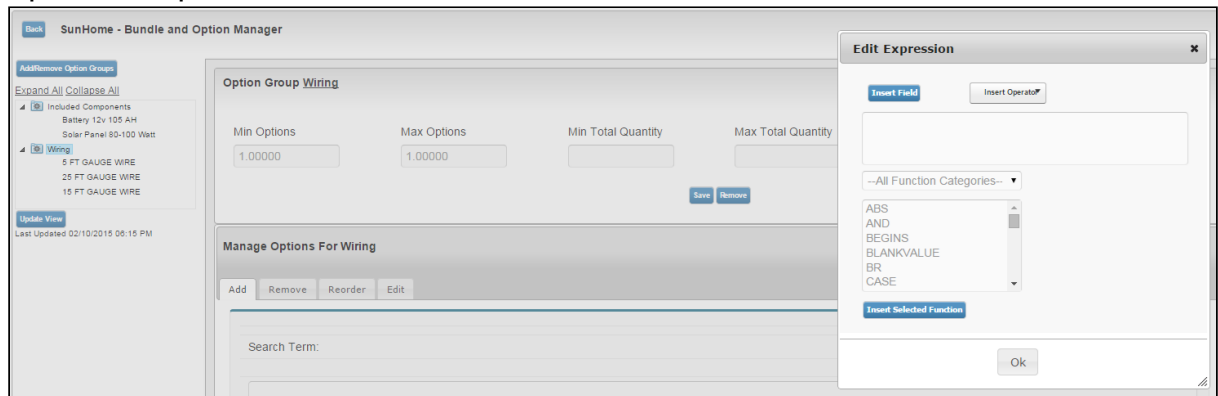 Back SunHome - Bundle and Option Manager
Add/Remove Option Groups
Expand All Collapse All
Included Components
Battery 12v 105 AH
Solar Panel 80-100 Watt
Wiring
5 FT GAUGE WIRE
25 FT GAUGE WIRE
15 FT GAUGE WIRE
Update View
Last Updated 02/10/2015 06:15 PM
Option Group Wiring
Min Options Max Options Min Total Quantity Max Total Quantity
1.00000 1.00000
Save Remove
Manage Options For Wiring
Add Remove Reorder Edit
Search Term:
Edit Expression
Insert Field Insert Operator
--All Function Categories--
ABS
AND
BEGINS
BLANKVALUE
BR
CASE
Insert Selected Function
Ok